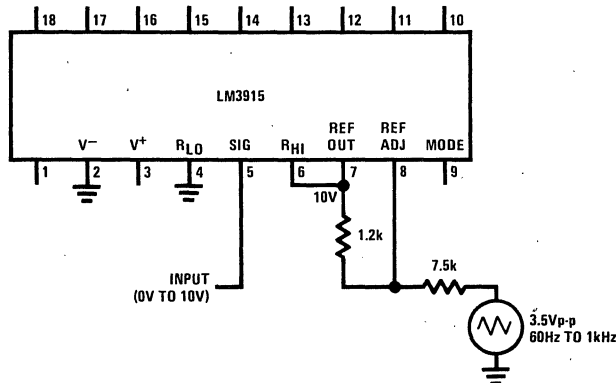 18 17 16 15 14 13 12 11 10
LM3915
REF REF
V− V+ RLO SIG RHI OUT ADJ MODE
1 2 3 4 5 6 7 8 9
10V
1.2k
7.5k
INPUT
(0V TO 10V)
3.5Vp-p
60Hz TO 1kHz